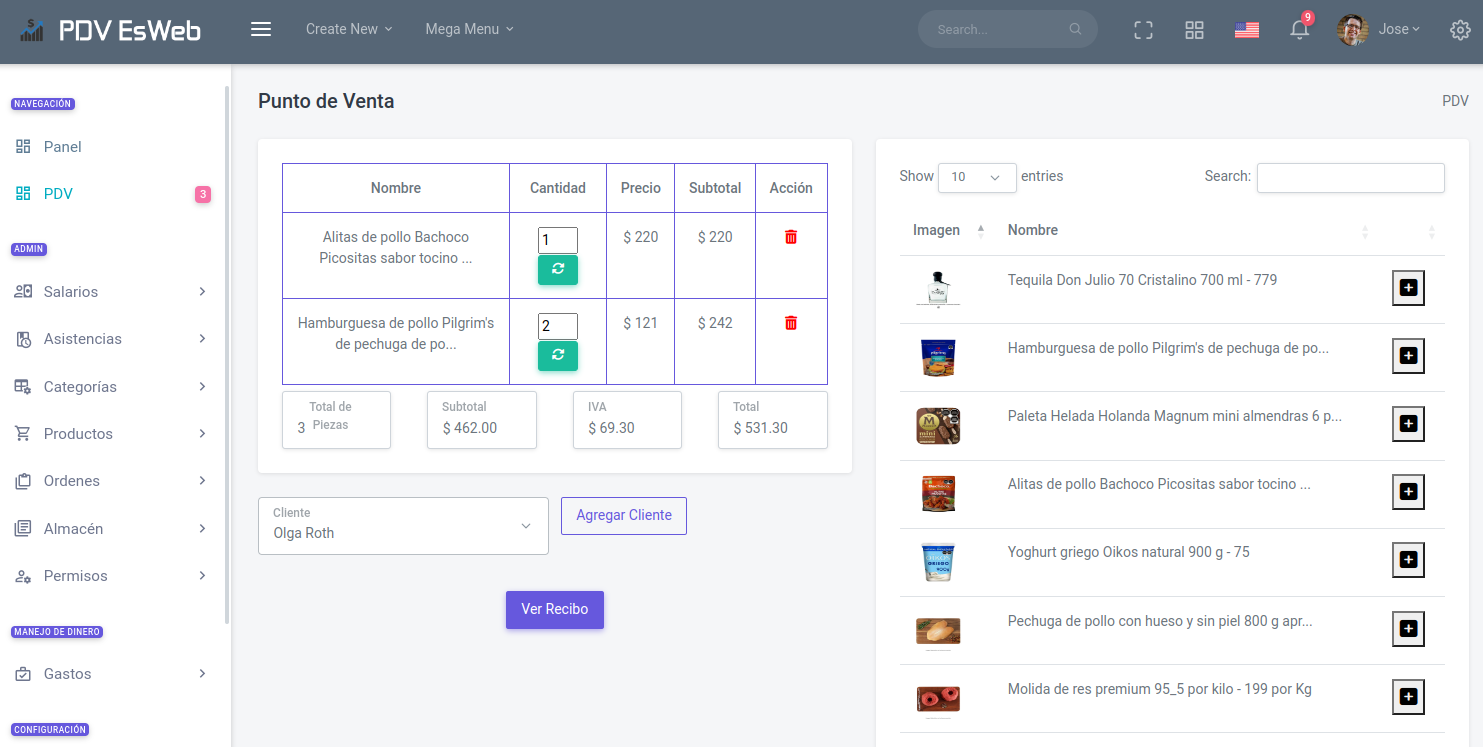 PDV EsWeb
Create New
Mega Menu
Search...
9
Jose
NAVEGACIÓN
Panel
PDV
3
ADMIN
Salarios
Asistencias
Categorías
Productos
Ordenes
Almacén
Permisos
MANEJO DE DINERO
Gastos
CONFIGURACIÓN
Punto de Venta
PDV
Nombre Cantidad Precio Subtotal Acción
Alitas de pollo Bachoco
Picositas sabor tocino ...
1
$ 220
$ 220
Hamburguesa de pollo Pilgrim's
de pechuga de po...
2
$ 121
$ 242
Total de
Piezas
3
Subtotal
$ 462.00
IVA
$ 69.30
Total
$ 531.30
Cliente
Olga Roth
Agregar Cliente
Ver Recibo
Show 10 entries
Search:
Imagen Nombre
Tequila Don Julio 70 Cristalino 700 ml - 779
Hamburguesa de pollo Pilgrim's de pechuga de po...
Paleta Helada Holanda Magnum mini almendras 6 p...
Alitas de pollo Bachoco Picositas sabor tocino ...
Yoghurt griego Oikos natural 900 g - 75
Pechuga de pollo con hueso y sin piel 800 g apr...
Molida de res premium 95_5 por kilo - 199 por Kg